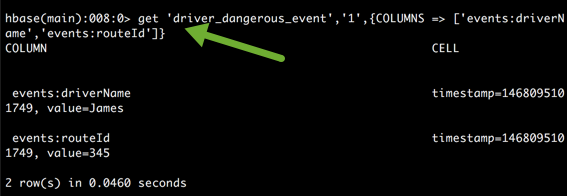 hbase(main):008:0> get 'driver_dangerous_event','1',{COLUMNS => ['events:driverN
ame','events:routeId']}
COLUMN CELL
events:driverName timestamp=146809510
1749, value=James
events:routeId timestamp=146809510
1749, value=345
2 row(s) in 0.0460 seconds